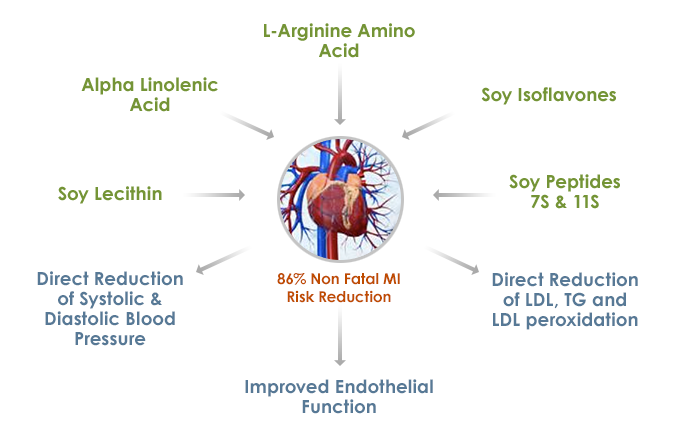 L-Arginine Amino
Acid
Alpha Linolenic
Acid
Soy Isoflavones
Soy Lecithin
Soy Peptides
7S & 11S
86% Non Fatal MI
Risk Reduction
Direct Reduction
of Systolic &
Diastolic Blood
Pressure
Direct Reduction
of LDL, TG and
LDL peroxidation
Improved Endothelial
Function